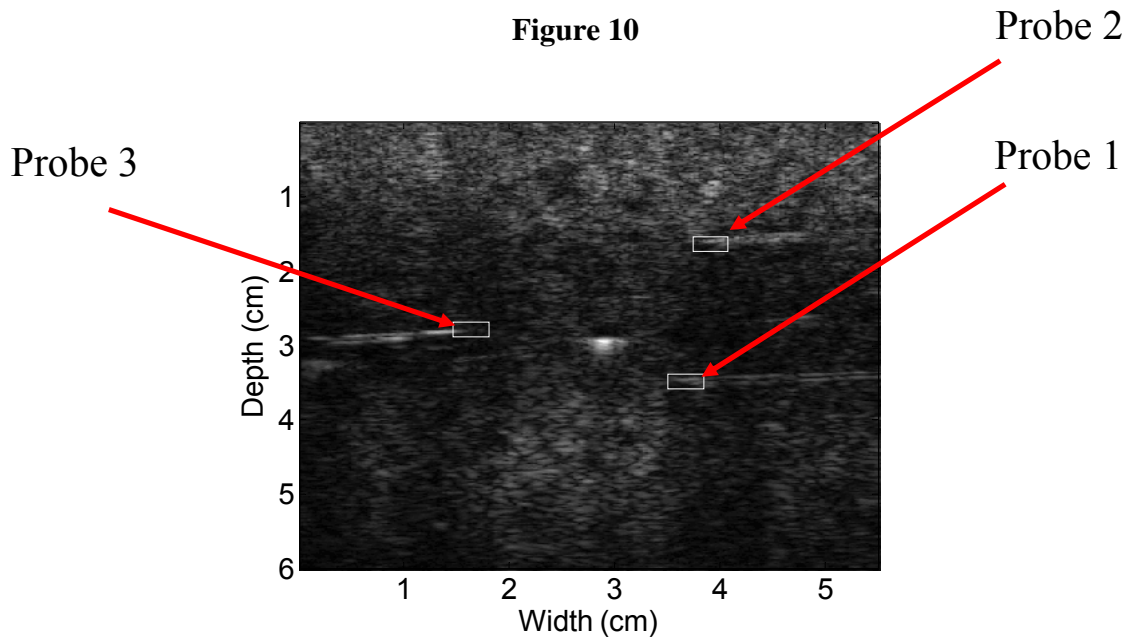 Figure 10
Probe 2
Probe 1
Probe 3
1
2
3
4
5
6
Depth (cm)
1 2 3 4 5
Width (cm)